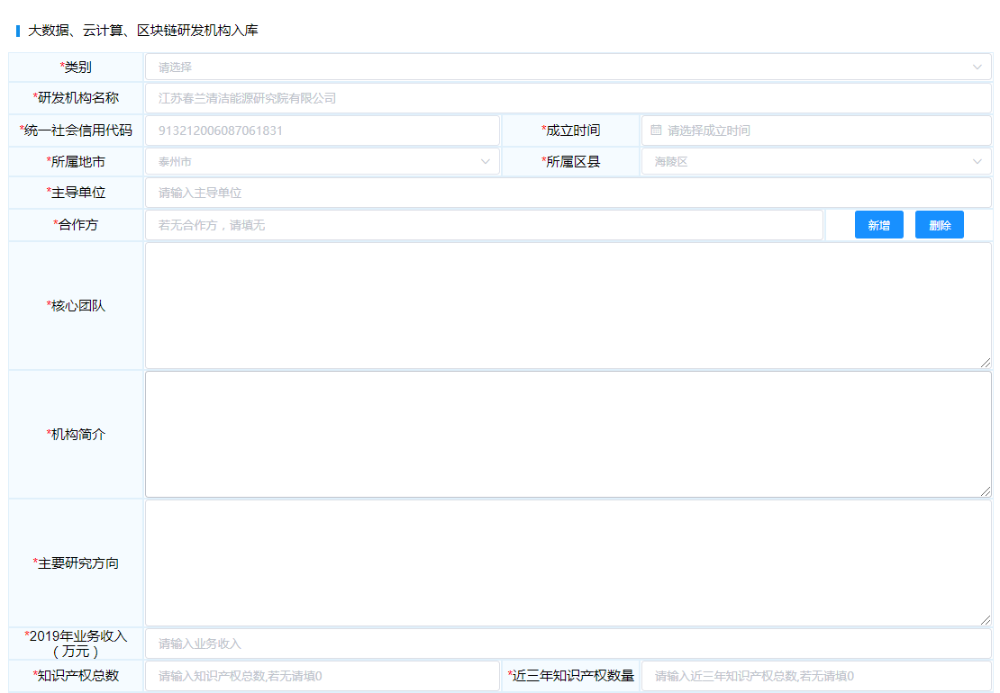 大数据、云计算、区块链研发机构入库
*类别 请选择
*研发机构名称 江苏春兰清洁能源研究院有限公司
*统一社会信用代码 913212006087061831 *成立时间 请选择成立时间
*所属地市 泰州市 *所属区县 海陵区
*主导单位 请输入主导单位
*合作方 若无合作方，请填无 新增 删除
*核心团队
*机构简介
*主要研究方向
*2019年业务收入
（万元） 请输入业务收入
*知识产权总数 请输入知识产权总数,若无请填0 *近三年知识产权数量 请输入近三年知识产权总数,若无请填0